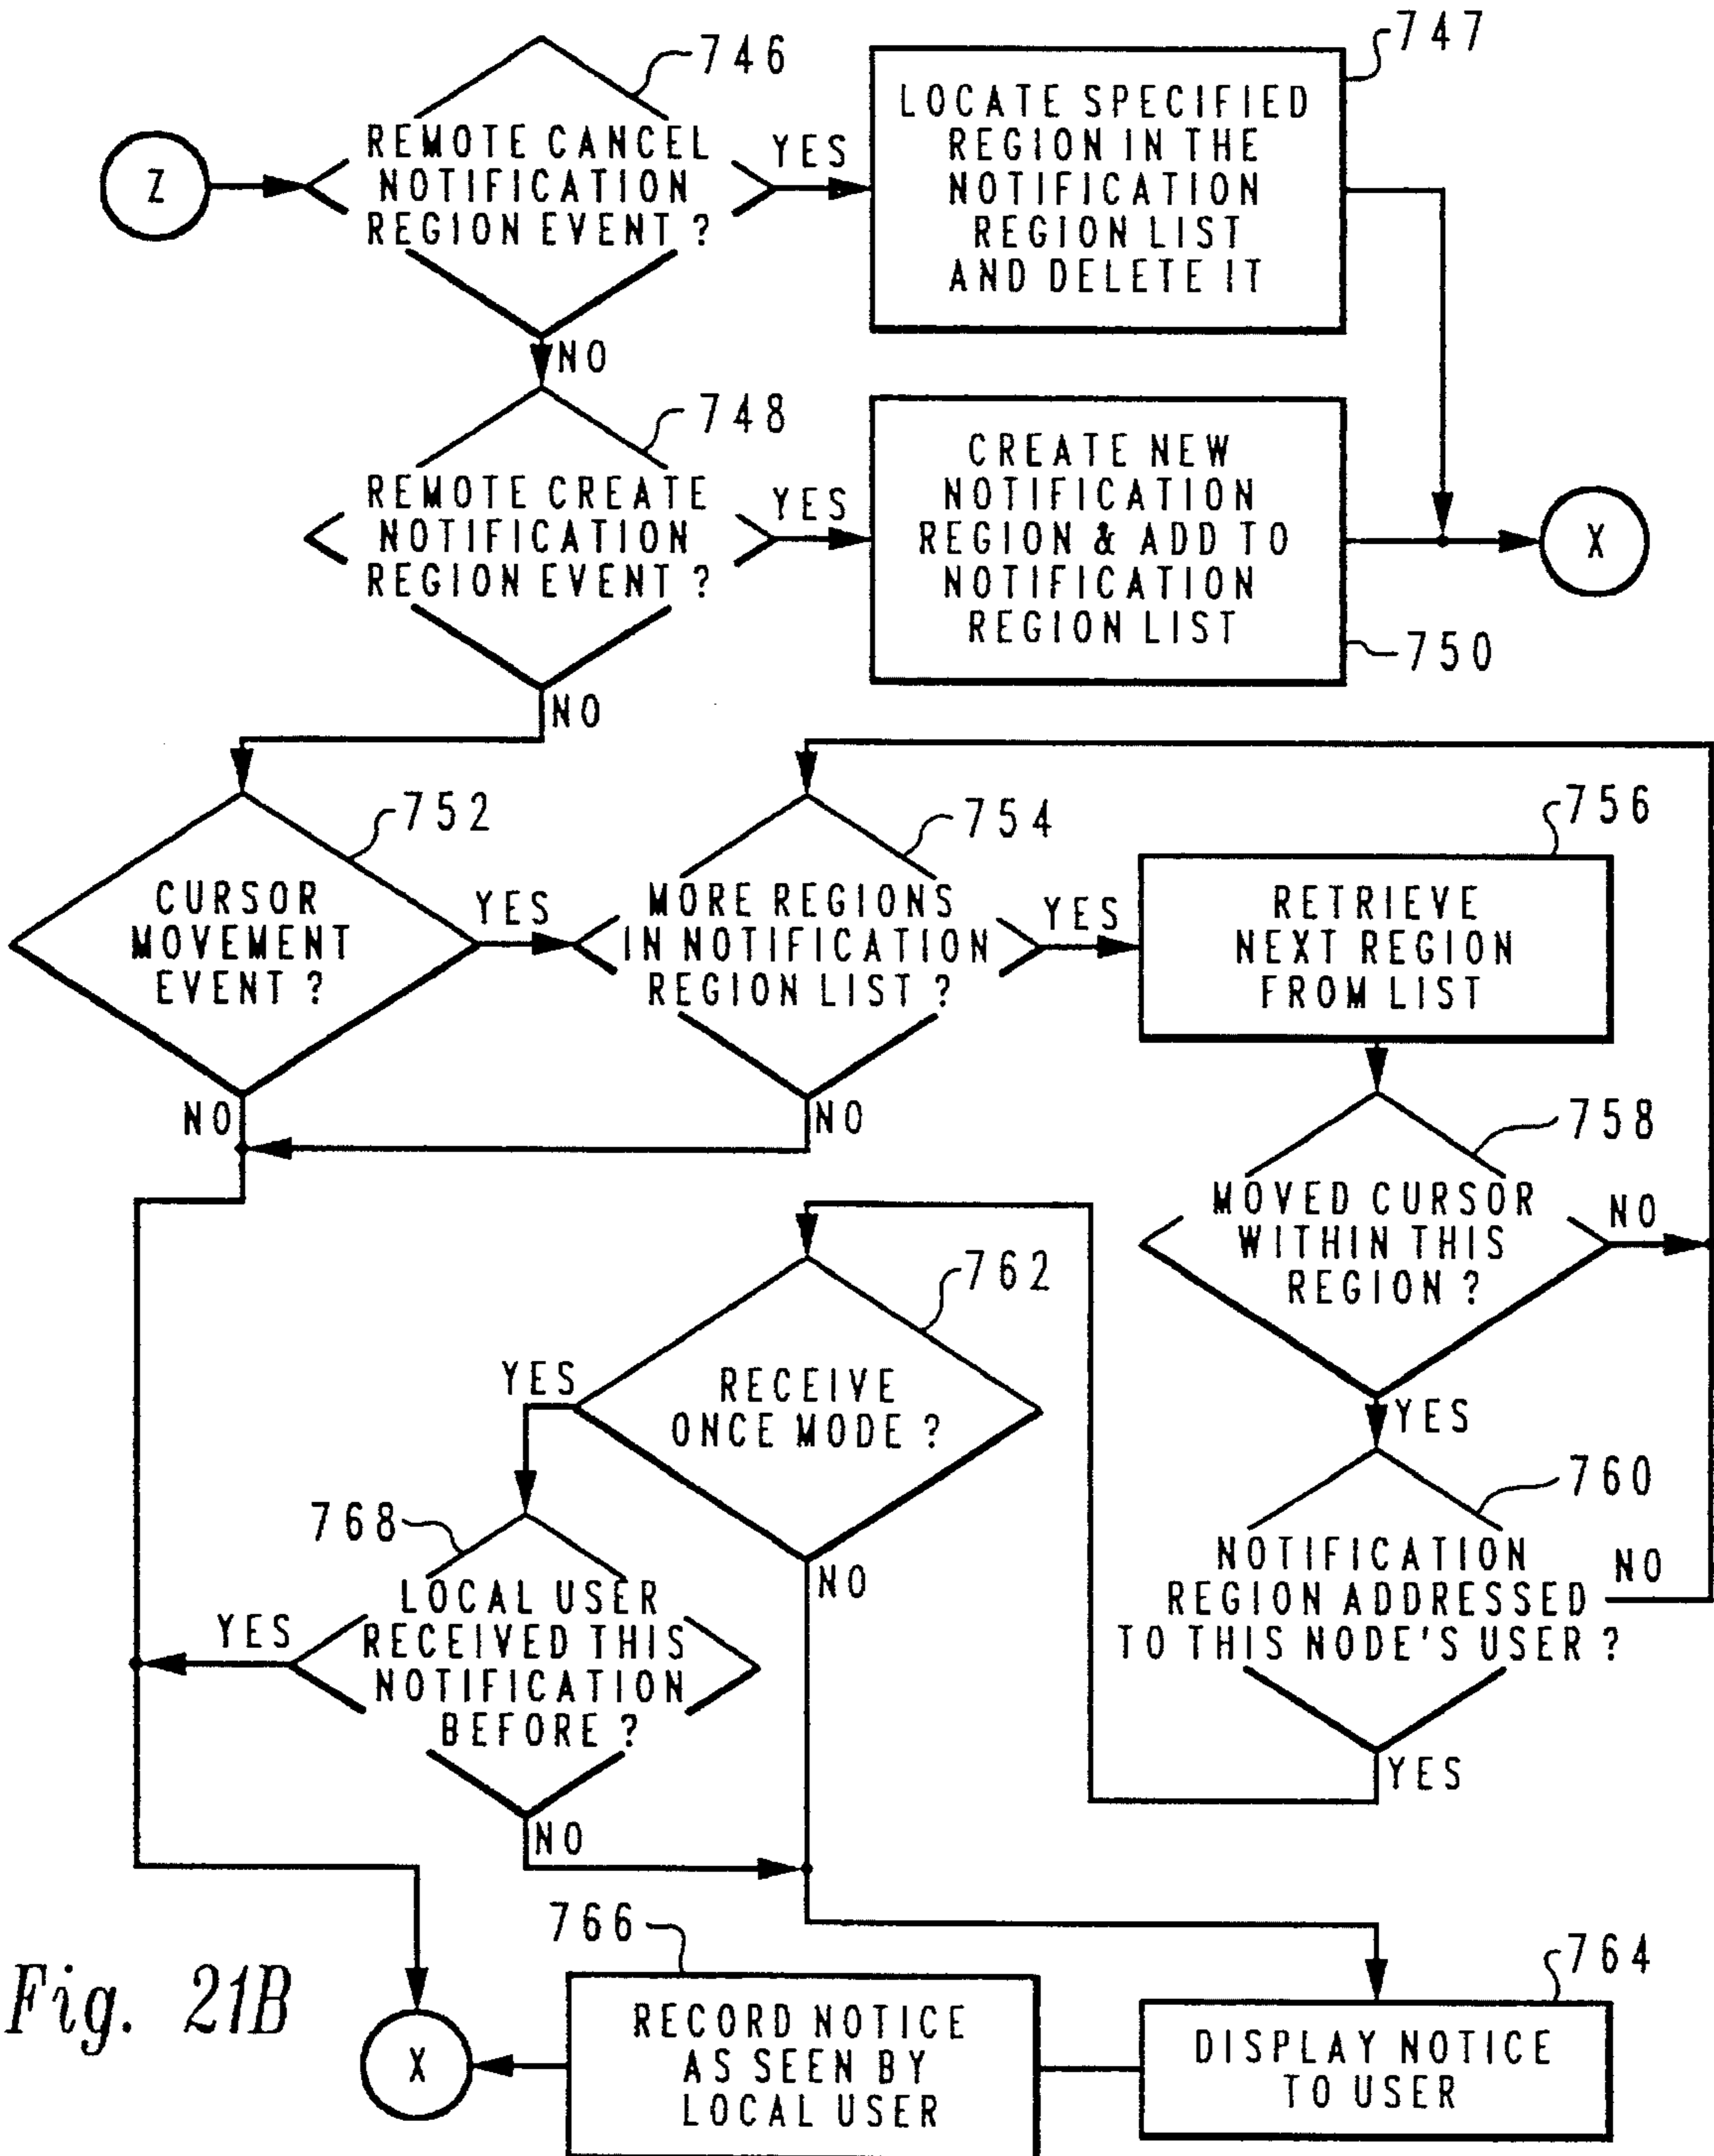 746
747
Z
REMOTE CANCEL
NOTIFICATION
REGION EVENT ?
YES
LOCATE SPECIFIED
REGION IN THE
NOTIFICATION
REGION LIST
AND DELETE IT
NO
748
REMOTE CREATE
NOTIFICATION
REGION EVENT ?
YES
CREATE NEW
NOTIFICATION
REGION & ADD TO
NOTIFICATION
REGION LIST
X
750
NO
752
CURSOR
MOVEMENT
EVENT ?
YES
754
MORE REGIONS
IN NOTIFICATION
REGION LIST ?
YES
756
RETRIEVE
NEXT REGION
FROM LIST
NO
NO
758
MOVED CURSOR
WITHIN THIS
REGION ?
NO
YES
762
RECEIVE
ONCE MODE ?
YES
NO
760
NOTIFICATION
REGION ADDRESSED
TO THIS NODE'S USER ?
NO
YES
768
LOCAL USER
RECEIVED THIS
NOTIFICATION
BEFORE ?
YES
NO
766
764
RECORD NOTICE
AS SEEN BY
LOCAL USER
DISPLAY NOTICE
TO USER
X
Fig. 21B